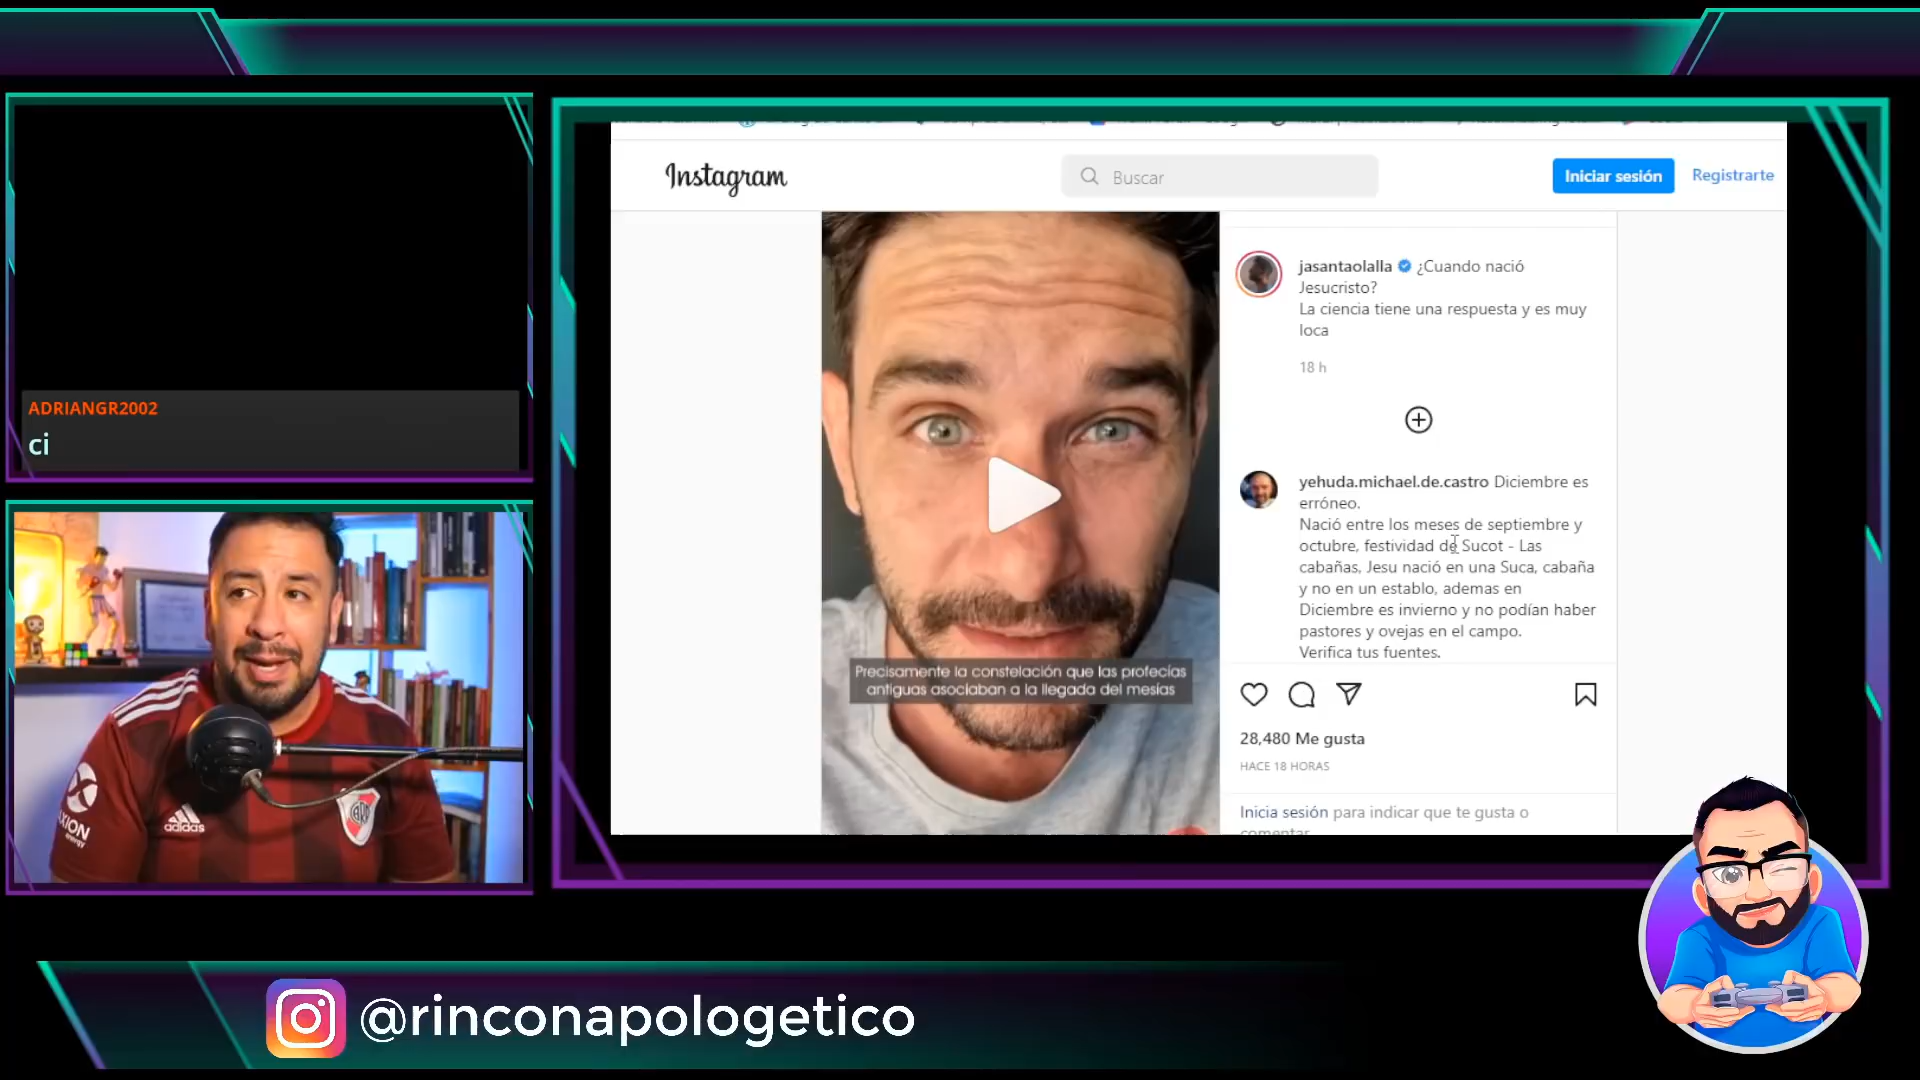 ADRIANGR2002
ci
Instagram
Buscar
Iniciar sesión
Registrarte
jasantaolalla ¿Cuando nació
Jesucristo?
La ciencia tiene una respuesta y es muy
loca
18 h
yehuda.michael.de.castro Diciembre es
erróneo.
Nació entre los meses de septiembre y
octubre, festividad de Sucot - Las
cabañas, Jesu nació en una Suca, cabaña
y no en un establo, ademas en
Diciembre es invierno y no podían haber
pastores y ovejas en el campo.
Verifica tus fuentes.
Precisamente la constelación que las profecías
antiguas asociaban a la llegada del mesías
28,480 Me gusta
HACE 18 HORAS
Inicia sesión para indicar que te gusta o
comentar.
AXION
energy
adidas
@rinconapologetico